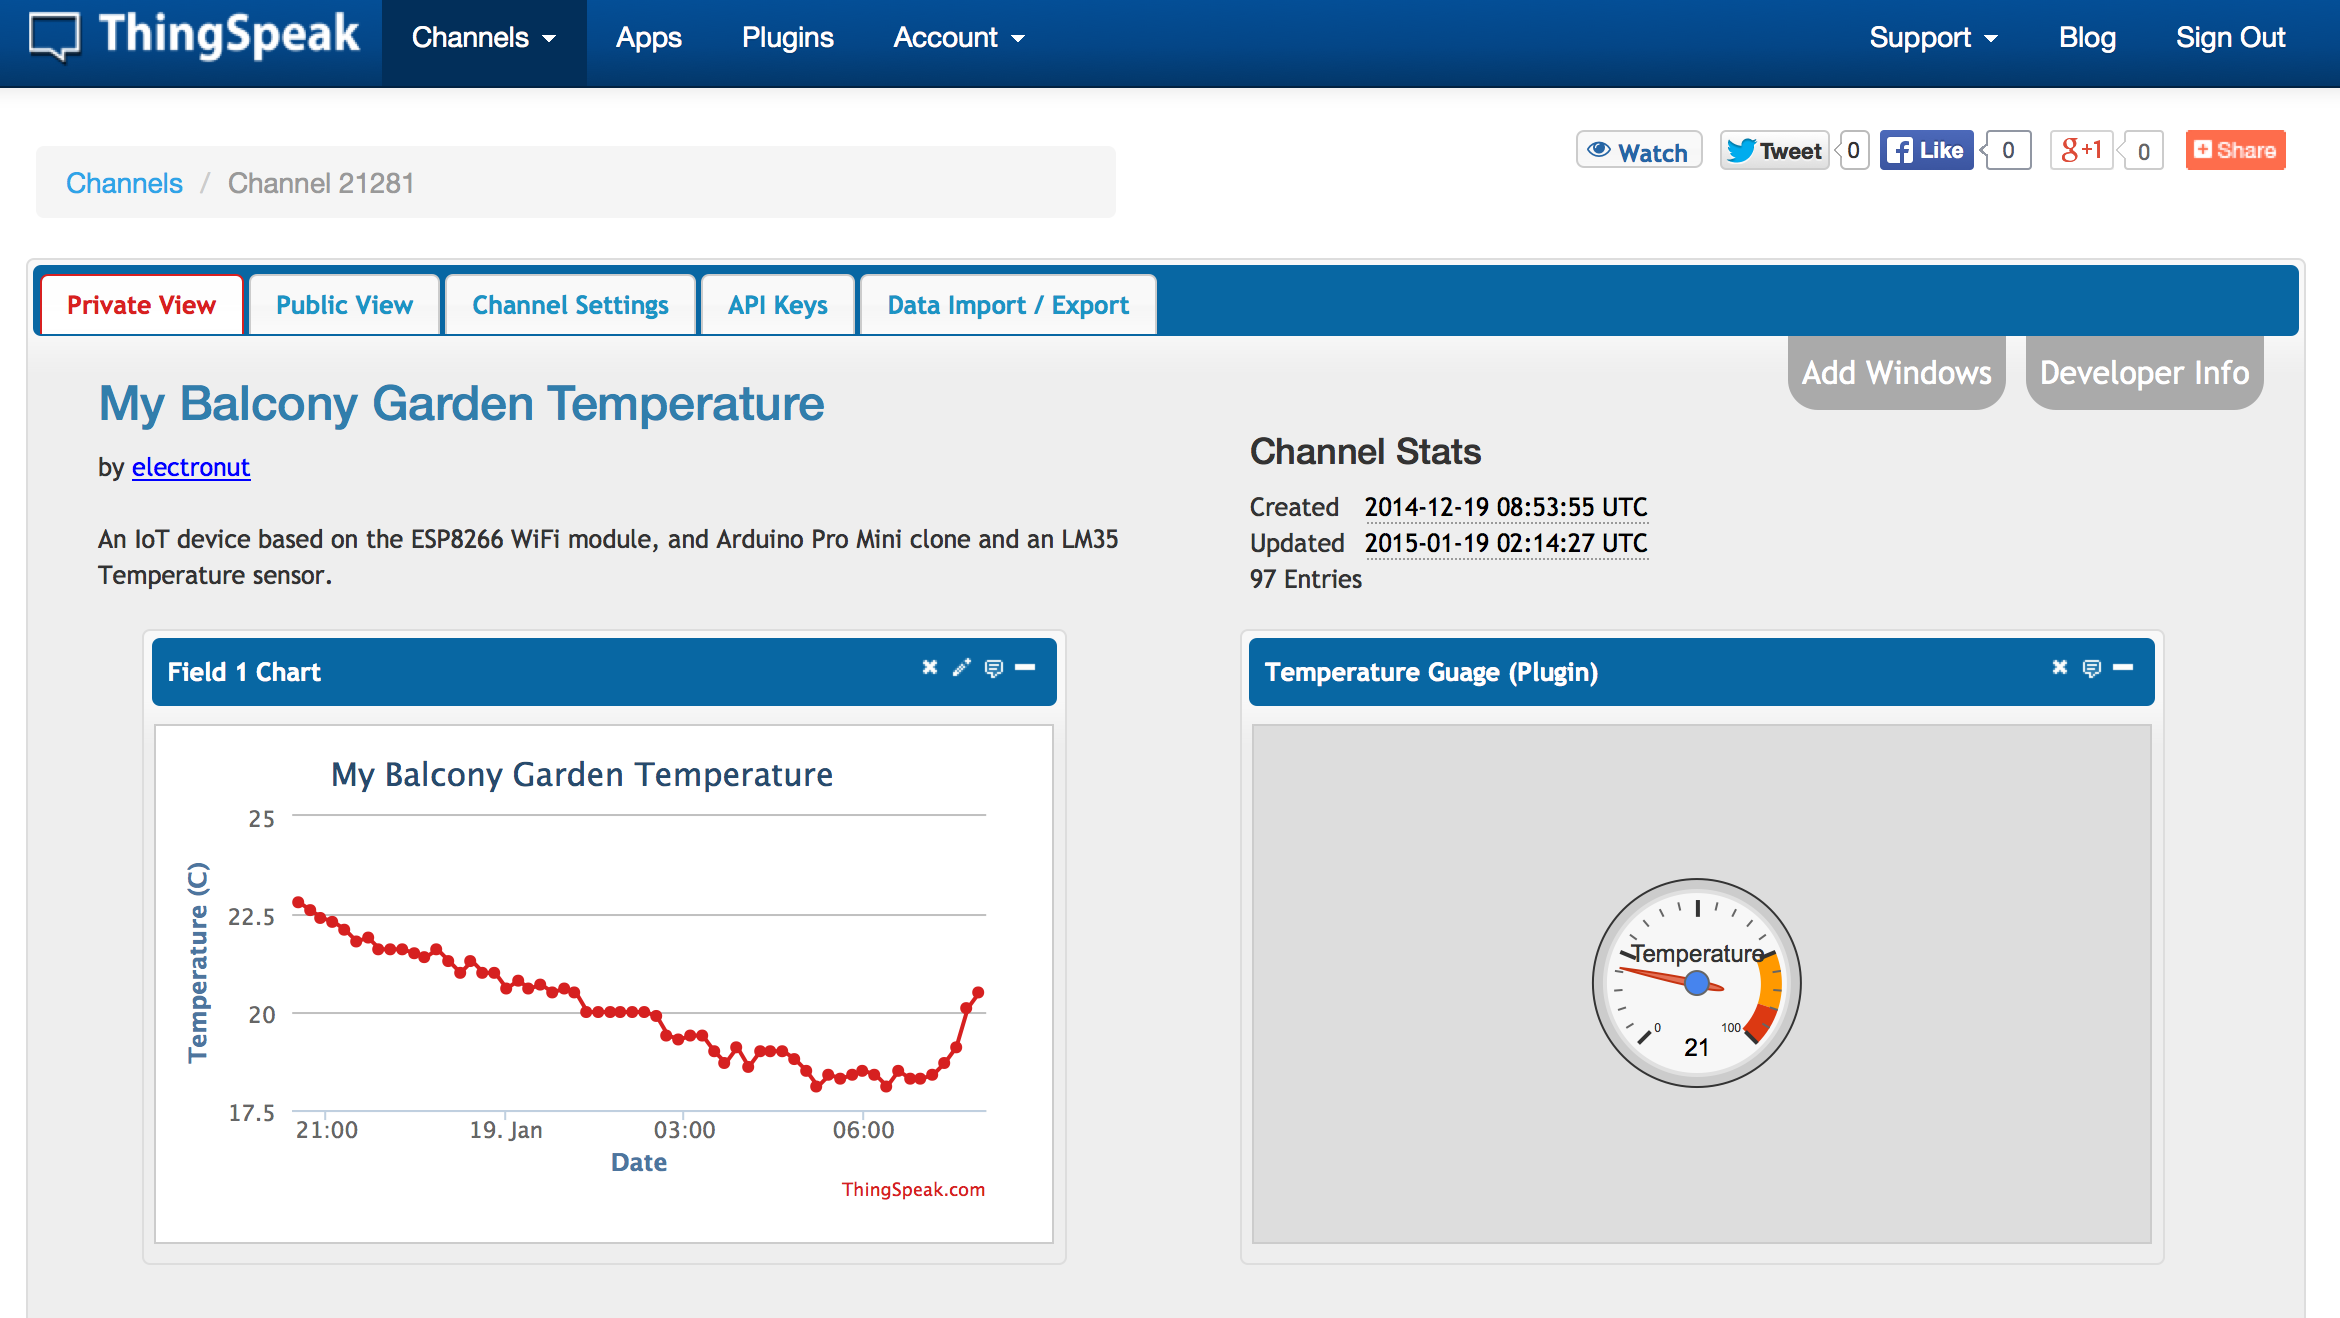 ThingSpeak Channels Apps Plugins Account Support Blog Sign Out
Watch Tweet 0 Like 0 g+1 0 Share
Channels / Channel 21281
Private View Public View Channel Settings API Keys Data Import / Export
Add Windows Developer Info
My Balcony Garden Temperature
by electronut
An IoT device based on the ESP8266 WiFi module, and Arduino Pro Mini clone and an LM35
Temperature sensor.
Channel Stats
Created 2014-12-19 08:53:55 UTC
Updated 2015-01-19 02:14:27 UTC
97 Entries
Field 1 Chart
My Balcony Garden Temperature
25
22.5
20
17.5
Temperature (C)
21:00 19. Jan 03:00 06:00
Date
ThingSpeak.com
Temperature Guage (Plugin)
Temperature
0 100
21